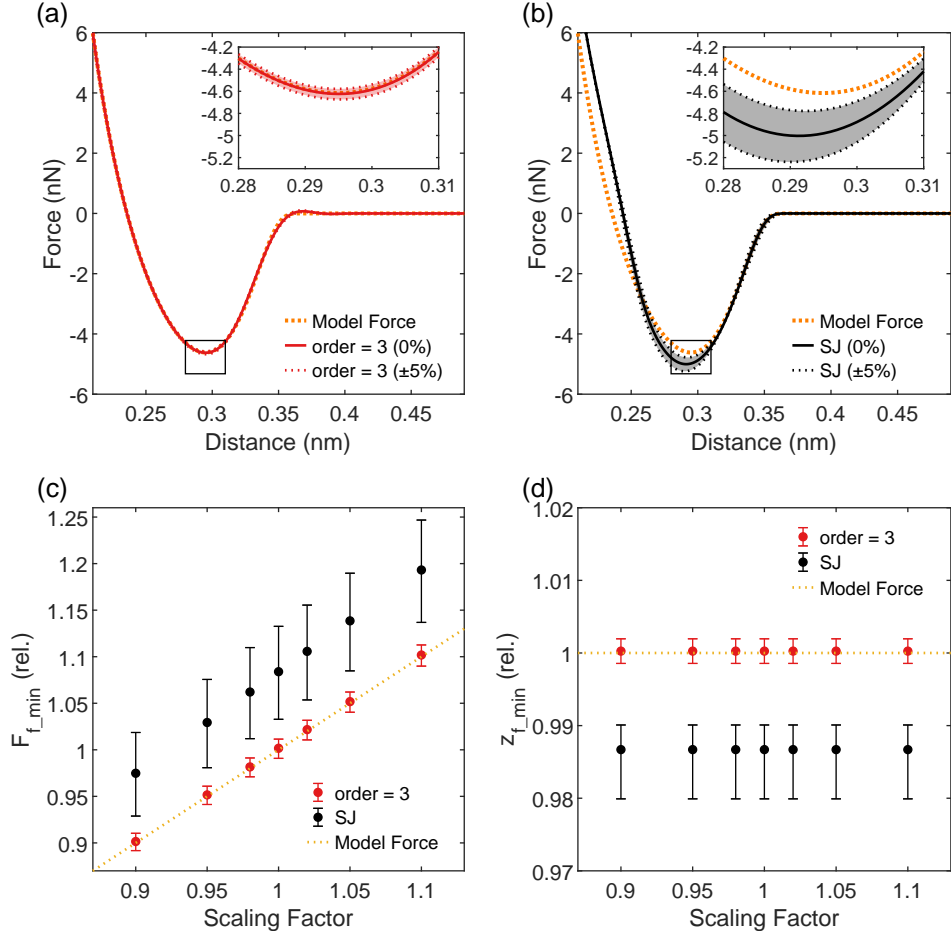 (a)
6
4
2
0
-2
-4
-6
Force (nN)
0.25
0.3
0.35
0.4
0.45
Distance (nm)
-4.2
-4.4
-4.6
-4.8
-5
-5.2
0.28
0.29
0.3
0.31
Model Force
order = 3 (0%)
order = 3 (±5%)
(b)
6
4
2
0
-2
-4
-6
Force (nN)
0.25
0.3
0.35
0.4
0.45
Distance (nm)
-4.2
-4.4
-4.6
-4.8
-5
-5.2
0.28
0.29
0.3
0.31
Model Force
SJ (0%)
SJ (±5%)
(c)
1.25
1.2
1.15
1.1
1.05
1
0.95
0.9
F_f_min (rel.)
0.9
0.95
1
1.05
1.1
Scaling Factor
order = 3
SJ
Model Force
(d)
1.02
1.01
1
0.99
0.98
0.97
z_f_min (rel.)
0.9
0.95
1
1.05
1.1
Scaling Factor
order = 3
SJ
Model Force